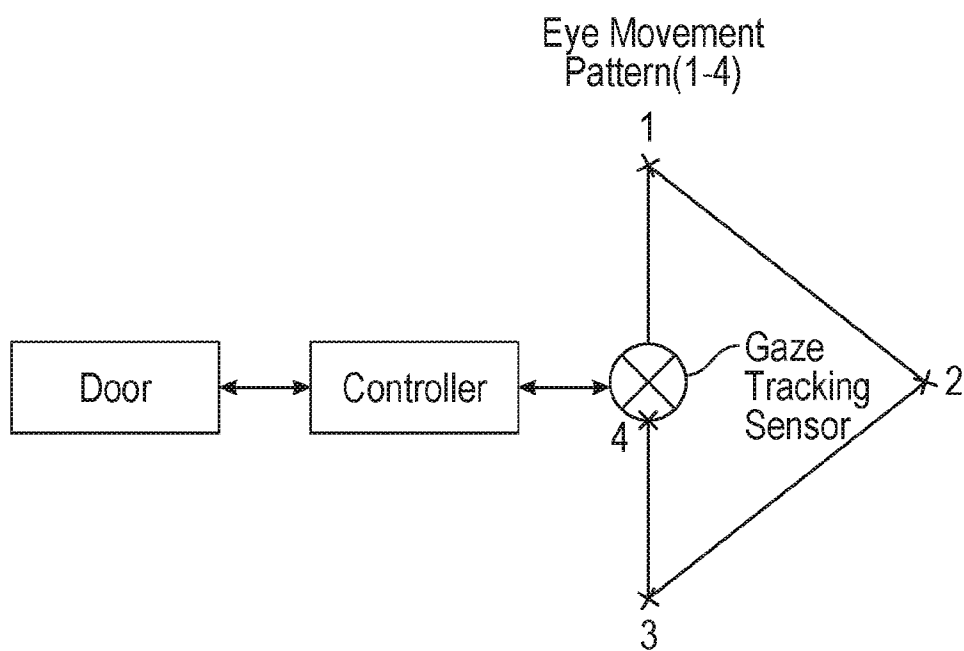 Eye Movement
Pattern(1-4)
1
Door
Controller
Gaze
Tracking
Sensor
2
4
3